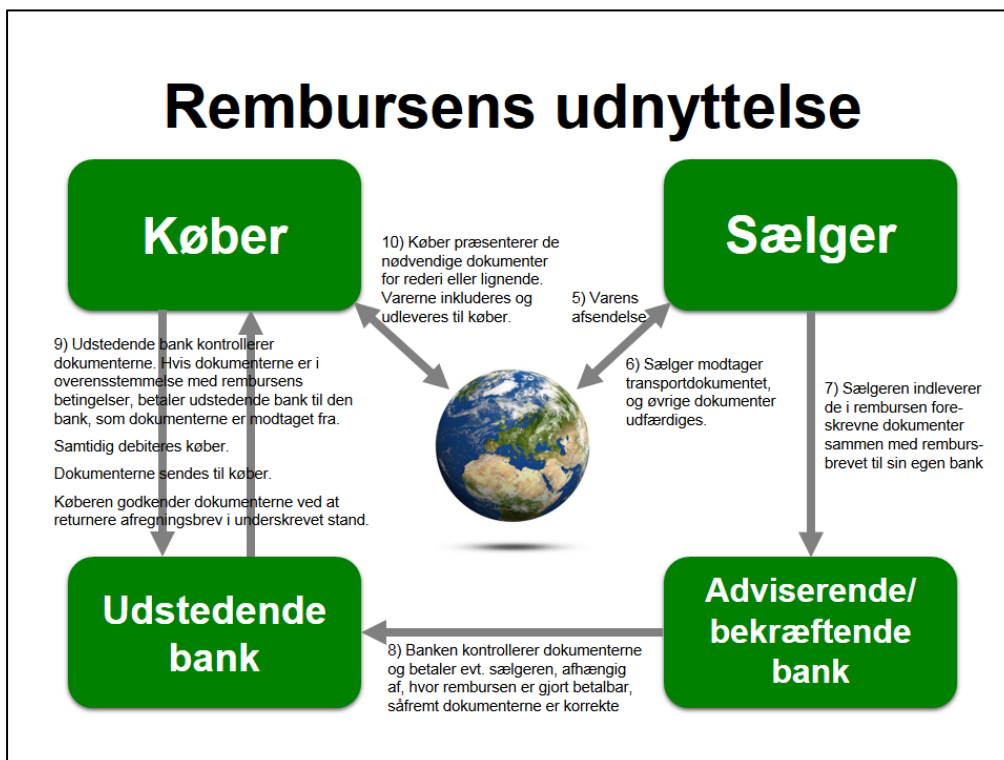 Rembursens udnyttelse
Køber
Sælger
10) Køber præsenterer de
nødvendige dokumenter
for rederi eller lignende.
Varerne inkluderes og
udleveres til køber.
5) Varens
afsendelse
6) Sælger modtager
transportdokumentet,
og øvrige dokumenter
udfærdiges.
7) Sælgeren indleverer
de i rembursen fore-
skrevne dokumenter
sammen med remburs-
brevet til sin egen bank
9) Udstedende bank kontrollerer
dokumenterne. Hvis dokumenterne er i
overensstemmelse med rembursens
betingelser, betaler udstedende bank til den
bank, som dokumenterne er modtaget fra.
Samtidig debiteres køber.
Dokumenterne sendes til køber.
Køberen godkender dokumenterne ved at
returnere afregningsbrev i underskrevet stand.
Udstedende
bank
Adviserende/
bekræftende
bank
8) Banken kontrollerer dokumenterne
og betaler evt. sælgeren, afhængig
af, hvor rembursen er gjort betalbar,
såfremt dokumenterne er korrekte